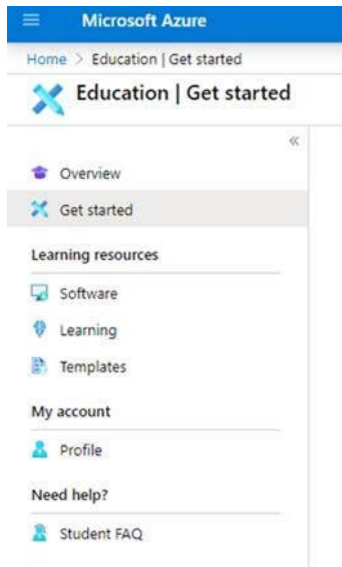 Microsoft Azure
Home > Education | Get started
Education | Get started
«
Overview
Get started
Learning resources
Software
Learning
Templates
My account
Profile
Need help?
Student FAQ